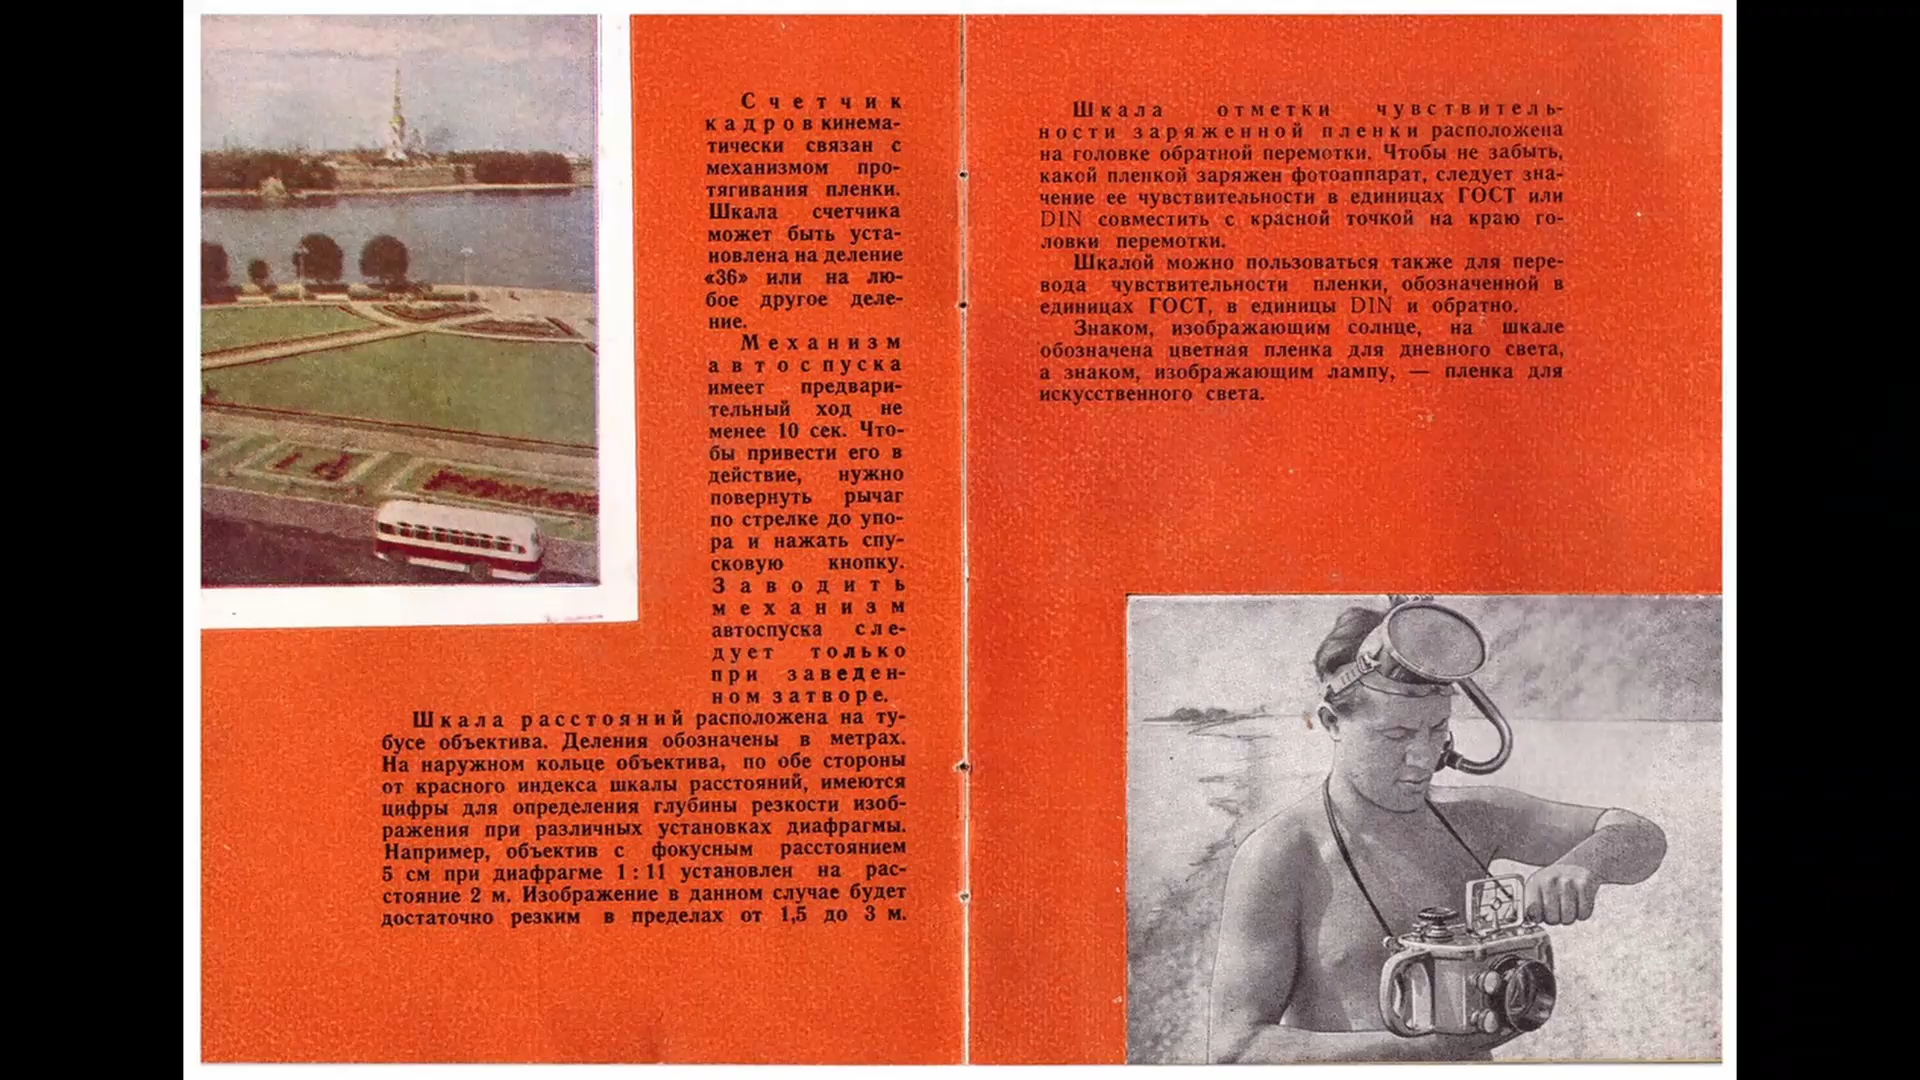 Счетчик
кадров кинема-
тически связан с
механизмом про-
тягивания пленки.
Шкала счетчика
может быть уста-
новлена на деление
«36» или на лю-
бое другое деле-
ние.
Механизм
автоспуска
имеет предвари-
тельный ход не
менее 10 сек. Что-
бы привести его в
действие, нужно
повернуть рычаг
по стрелке до упо-
ра и нажать спу-
сковую кнопку.
Заводить
механизм
автоспуска сле-
дует только
при заведен-
ном затворе.
Шкала расстояний расположена на ту-
бусе объектива. Деления обозначены в метрах.
На наружном кольце объектива, по обе стороны
от красного индекса шкалы расстояний, имеются
цифры для определения глубины резкости изоб-
ражения при различных установках диафрагмы.
Например, объектив с фокусным расстоянием
5 см при диафрагме 1 : 11 установлен на рас-
стояние 2 м. Изображение в данном случае будет
достаточно резким в пределах от 1,5 до 3 м.
Шкала отметки чувствитель-
ности заряженной пленки расположена
на головке обратной перемотки. Чтобы не забыть,
какой пленкой заряжен фотоаппарат, следует зна-
чение ее чувствительности в единицах ГОСТ или
DIN совместить с красной точкой на краю го-
ловки перемотки.
Шкалой можно пользоваться также для пере-
вода чувствительности пленки, обозначенной в
единицах ГОСТ, в единицы DIN и обратно.
Знаком, изображающим солнце, на шкале
обозначена цветная пленка для дневного света,
а знаком, изображающим лампу, — пленка для
искусственного света.